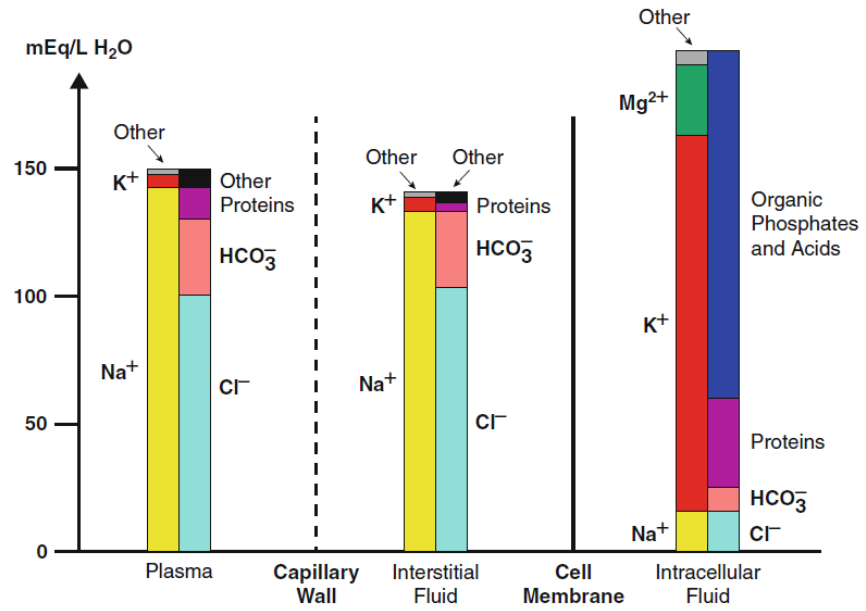 mEq/L H₂O
150
100
50
0
Other
K⁺
Na⁺
Other
Proteins
HCO₃⁻
Cl⁻
Plasma
Capillary
Wall
Other
Other
K⁺
Na⁺
Proteins
HCO₃⁻
Cl⁻
Interstitial
Fluid
Cell
Membrane
Other
Mg²⁺
K⁺
Na⁺
Organic
Phosphates
and Acids
Proteins
HCO₃⁻
Cl⁻
Intracellular
Fluid